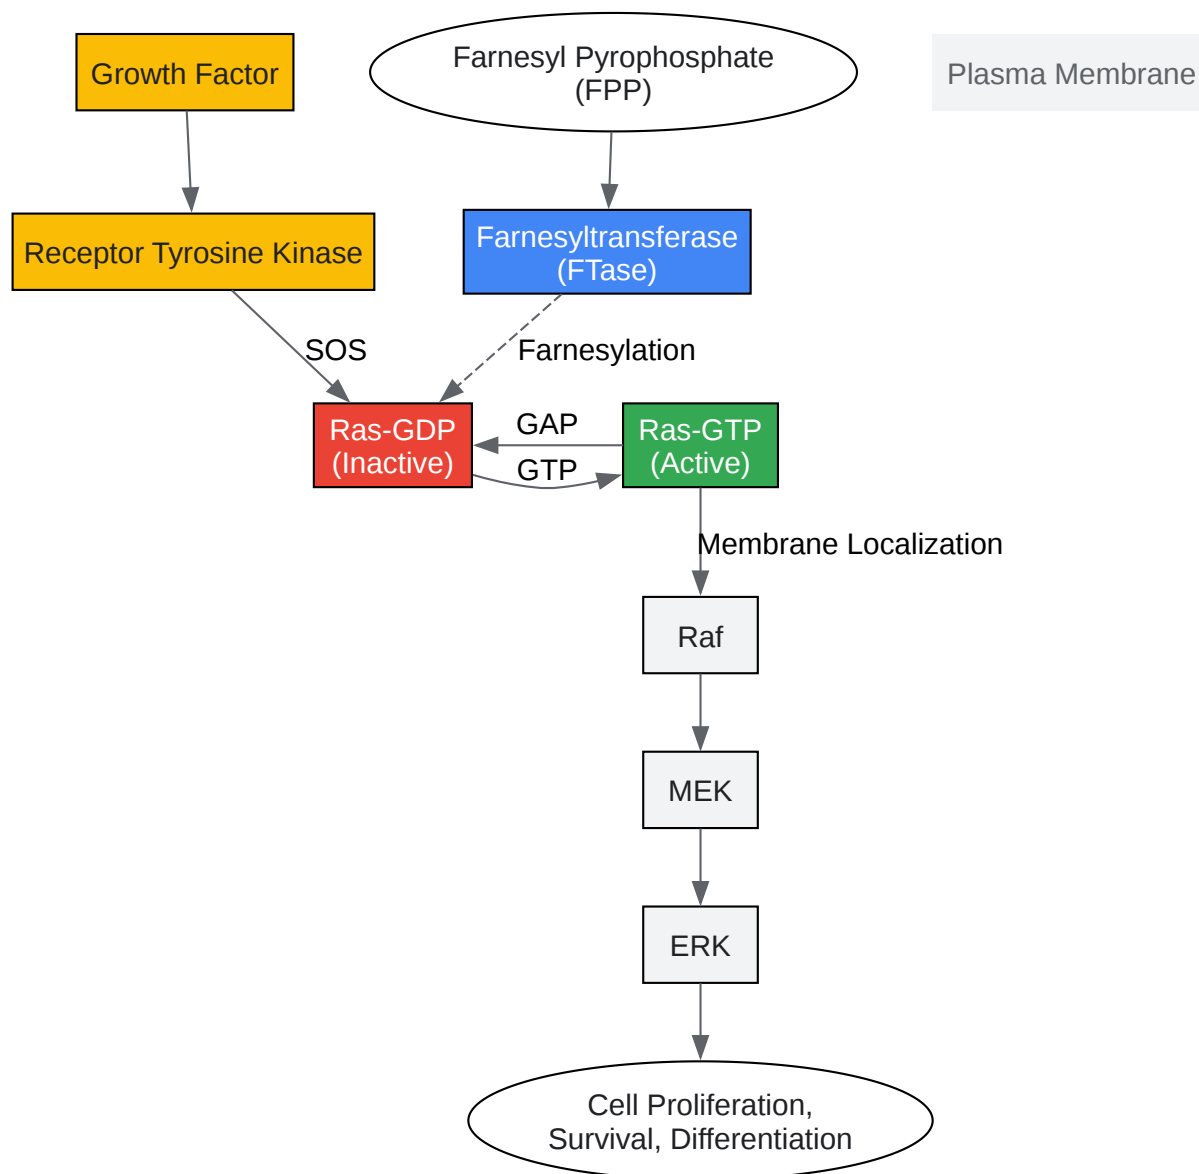 Growth Factor
Farnesyl Pyrophosphate
(FPP)
Plasma Membrane
Receptor Tyrosine Kinase
Farnesyltransferase
(FTase)
SOS
Farnesylation
Ras-GDP
(Inactive)
GAP
GTP
Ras-GTP
(Active)
Membrane Localization
Raf
MEK
ERK
Cell Proliferation,
Survival, Differentiation